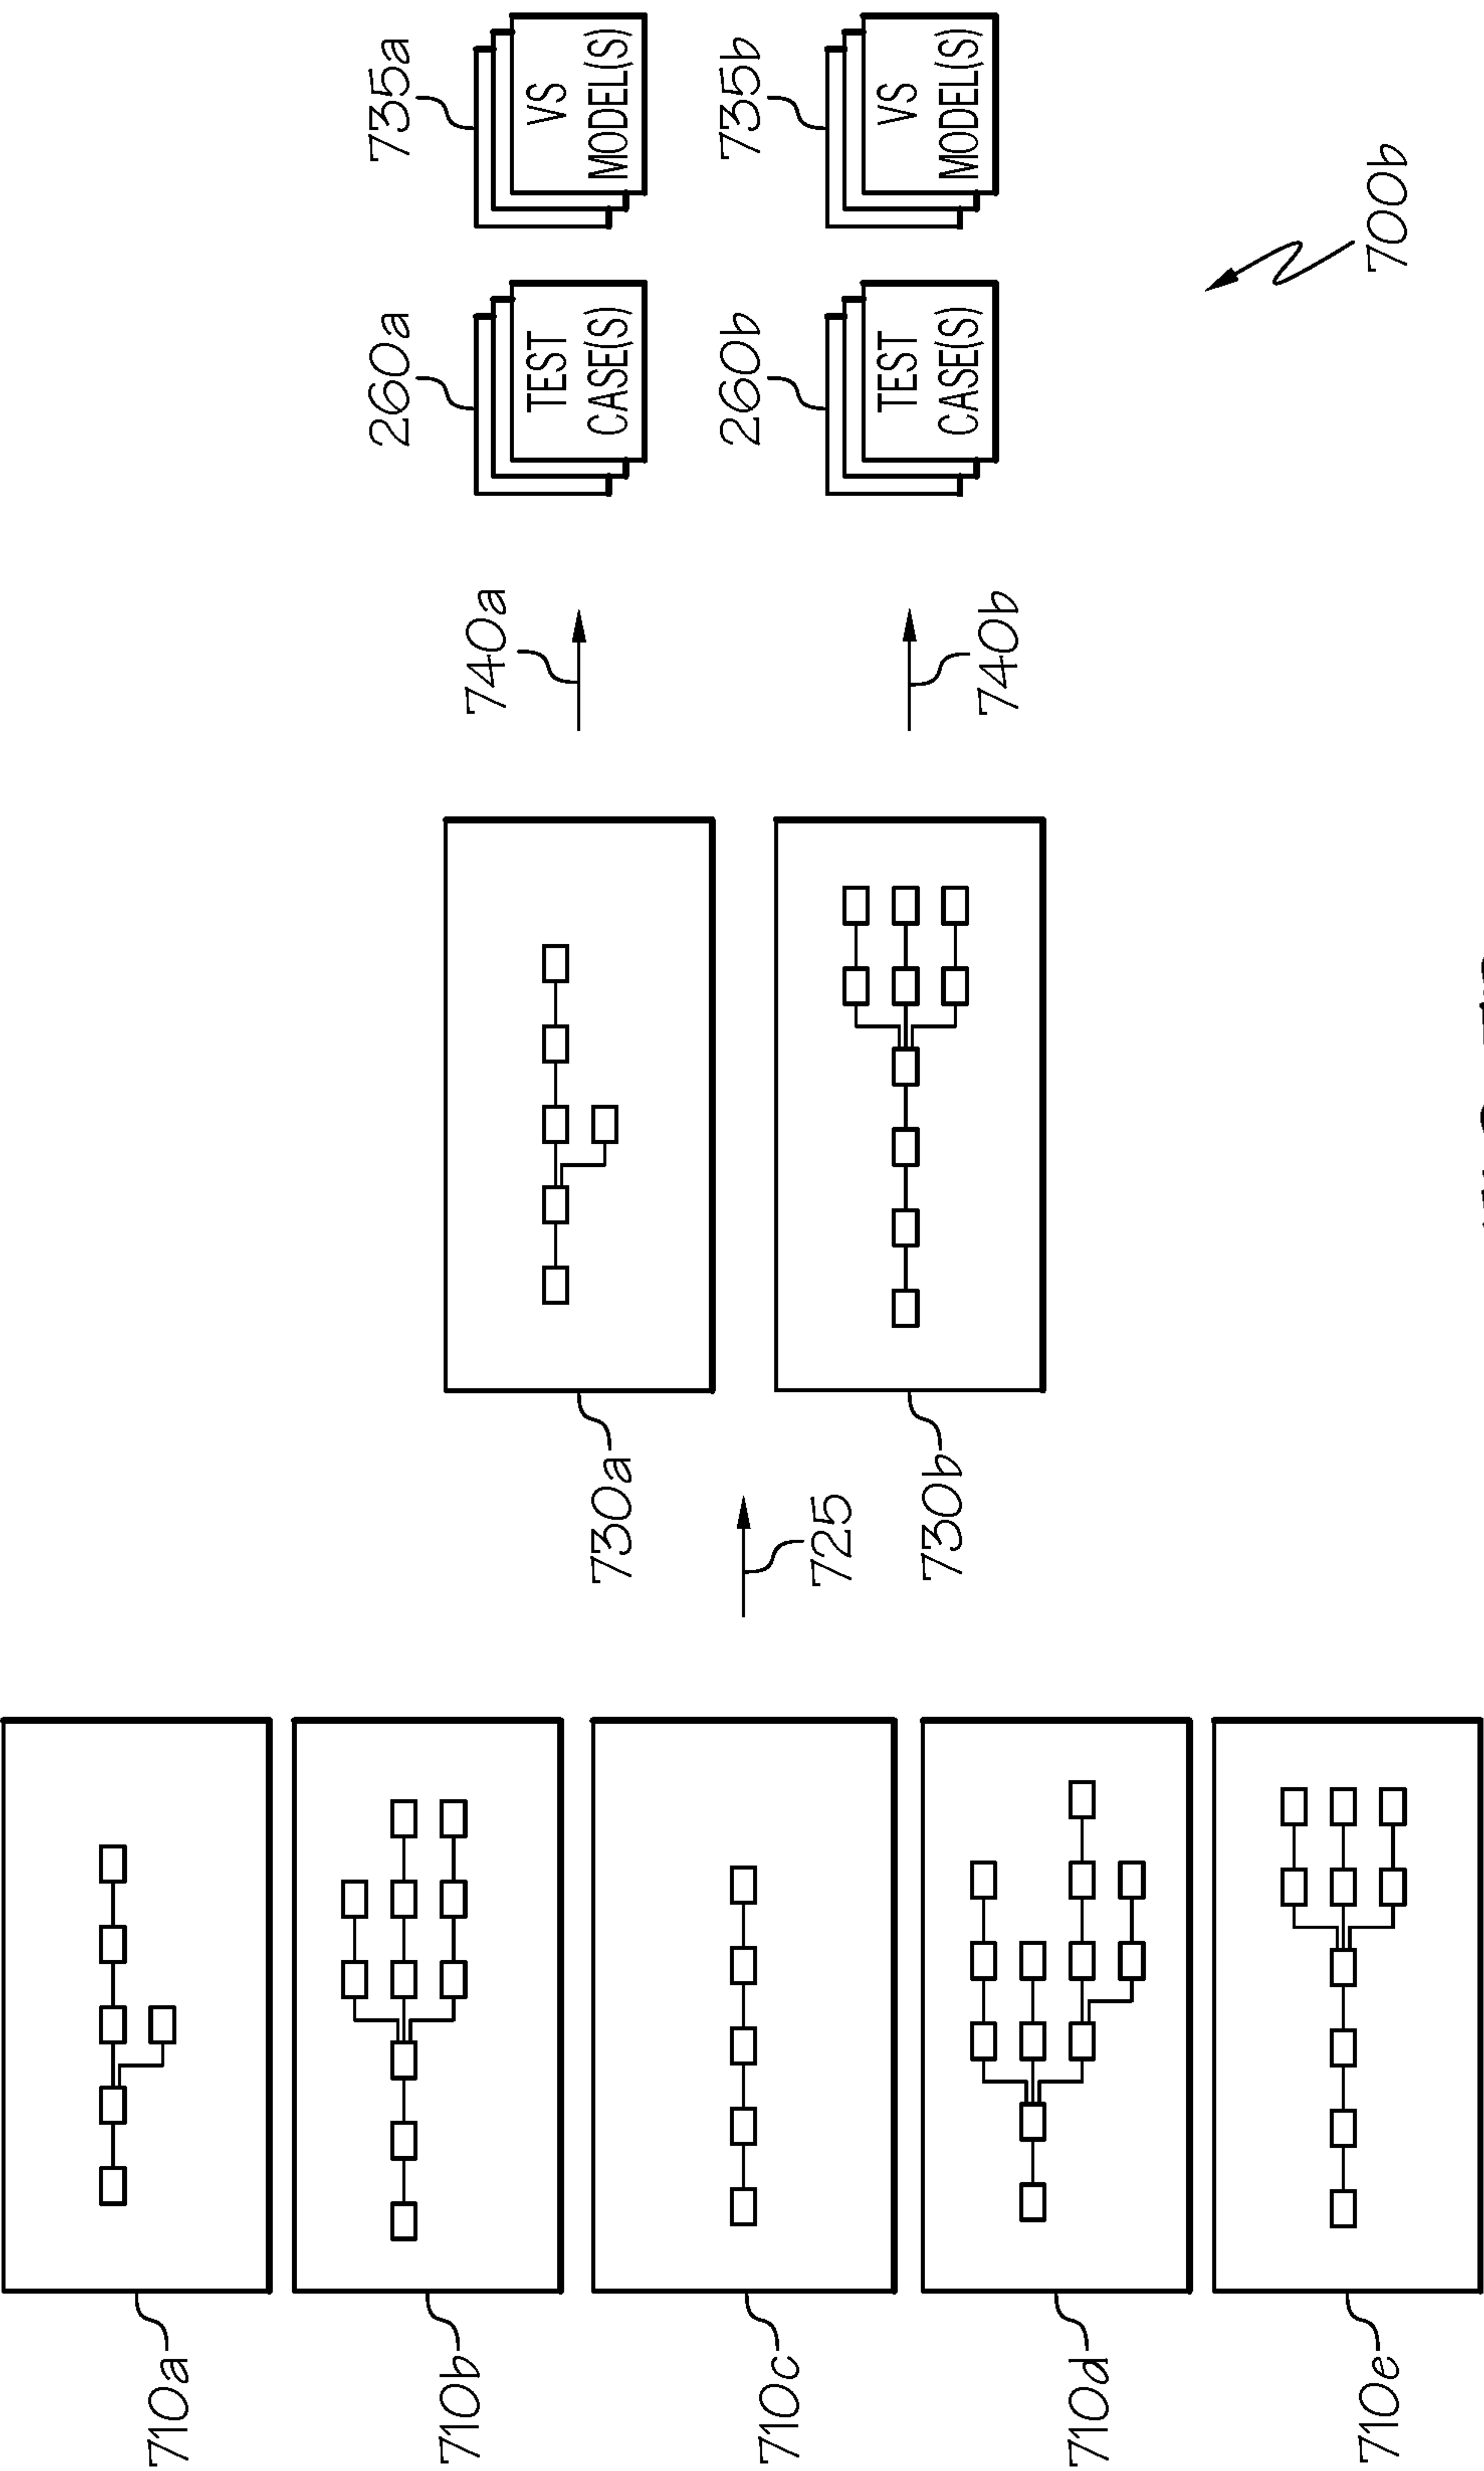 710a
710b
710c
710d
710e
725
730a
730b
740a
740b
260a
TEST
CASE(S)
735a
VS
MODEL(S)
260b
TEST
CASE(S)
735b
VS
MODEL(S)
700b